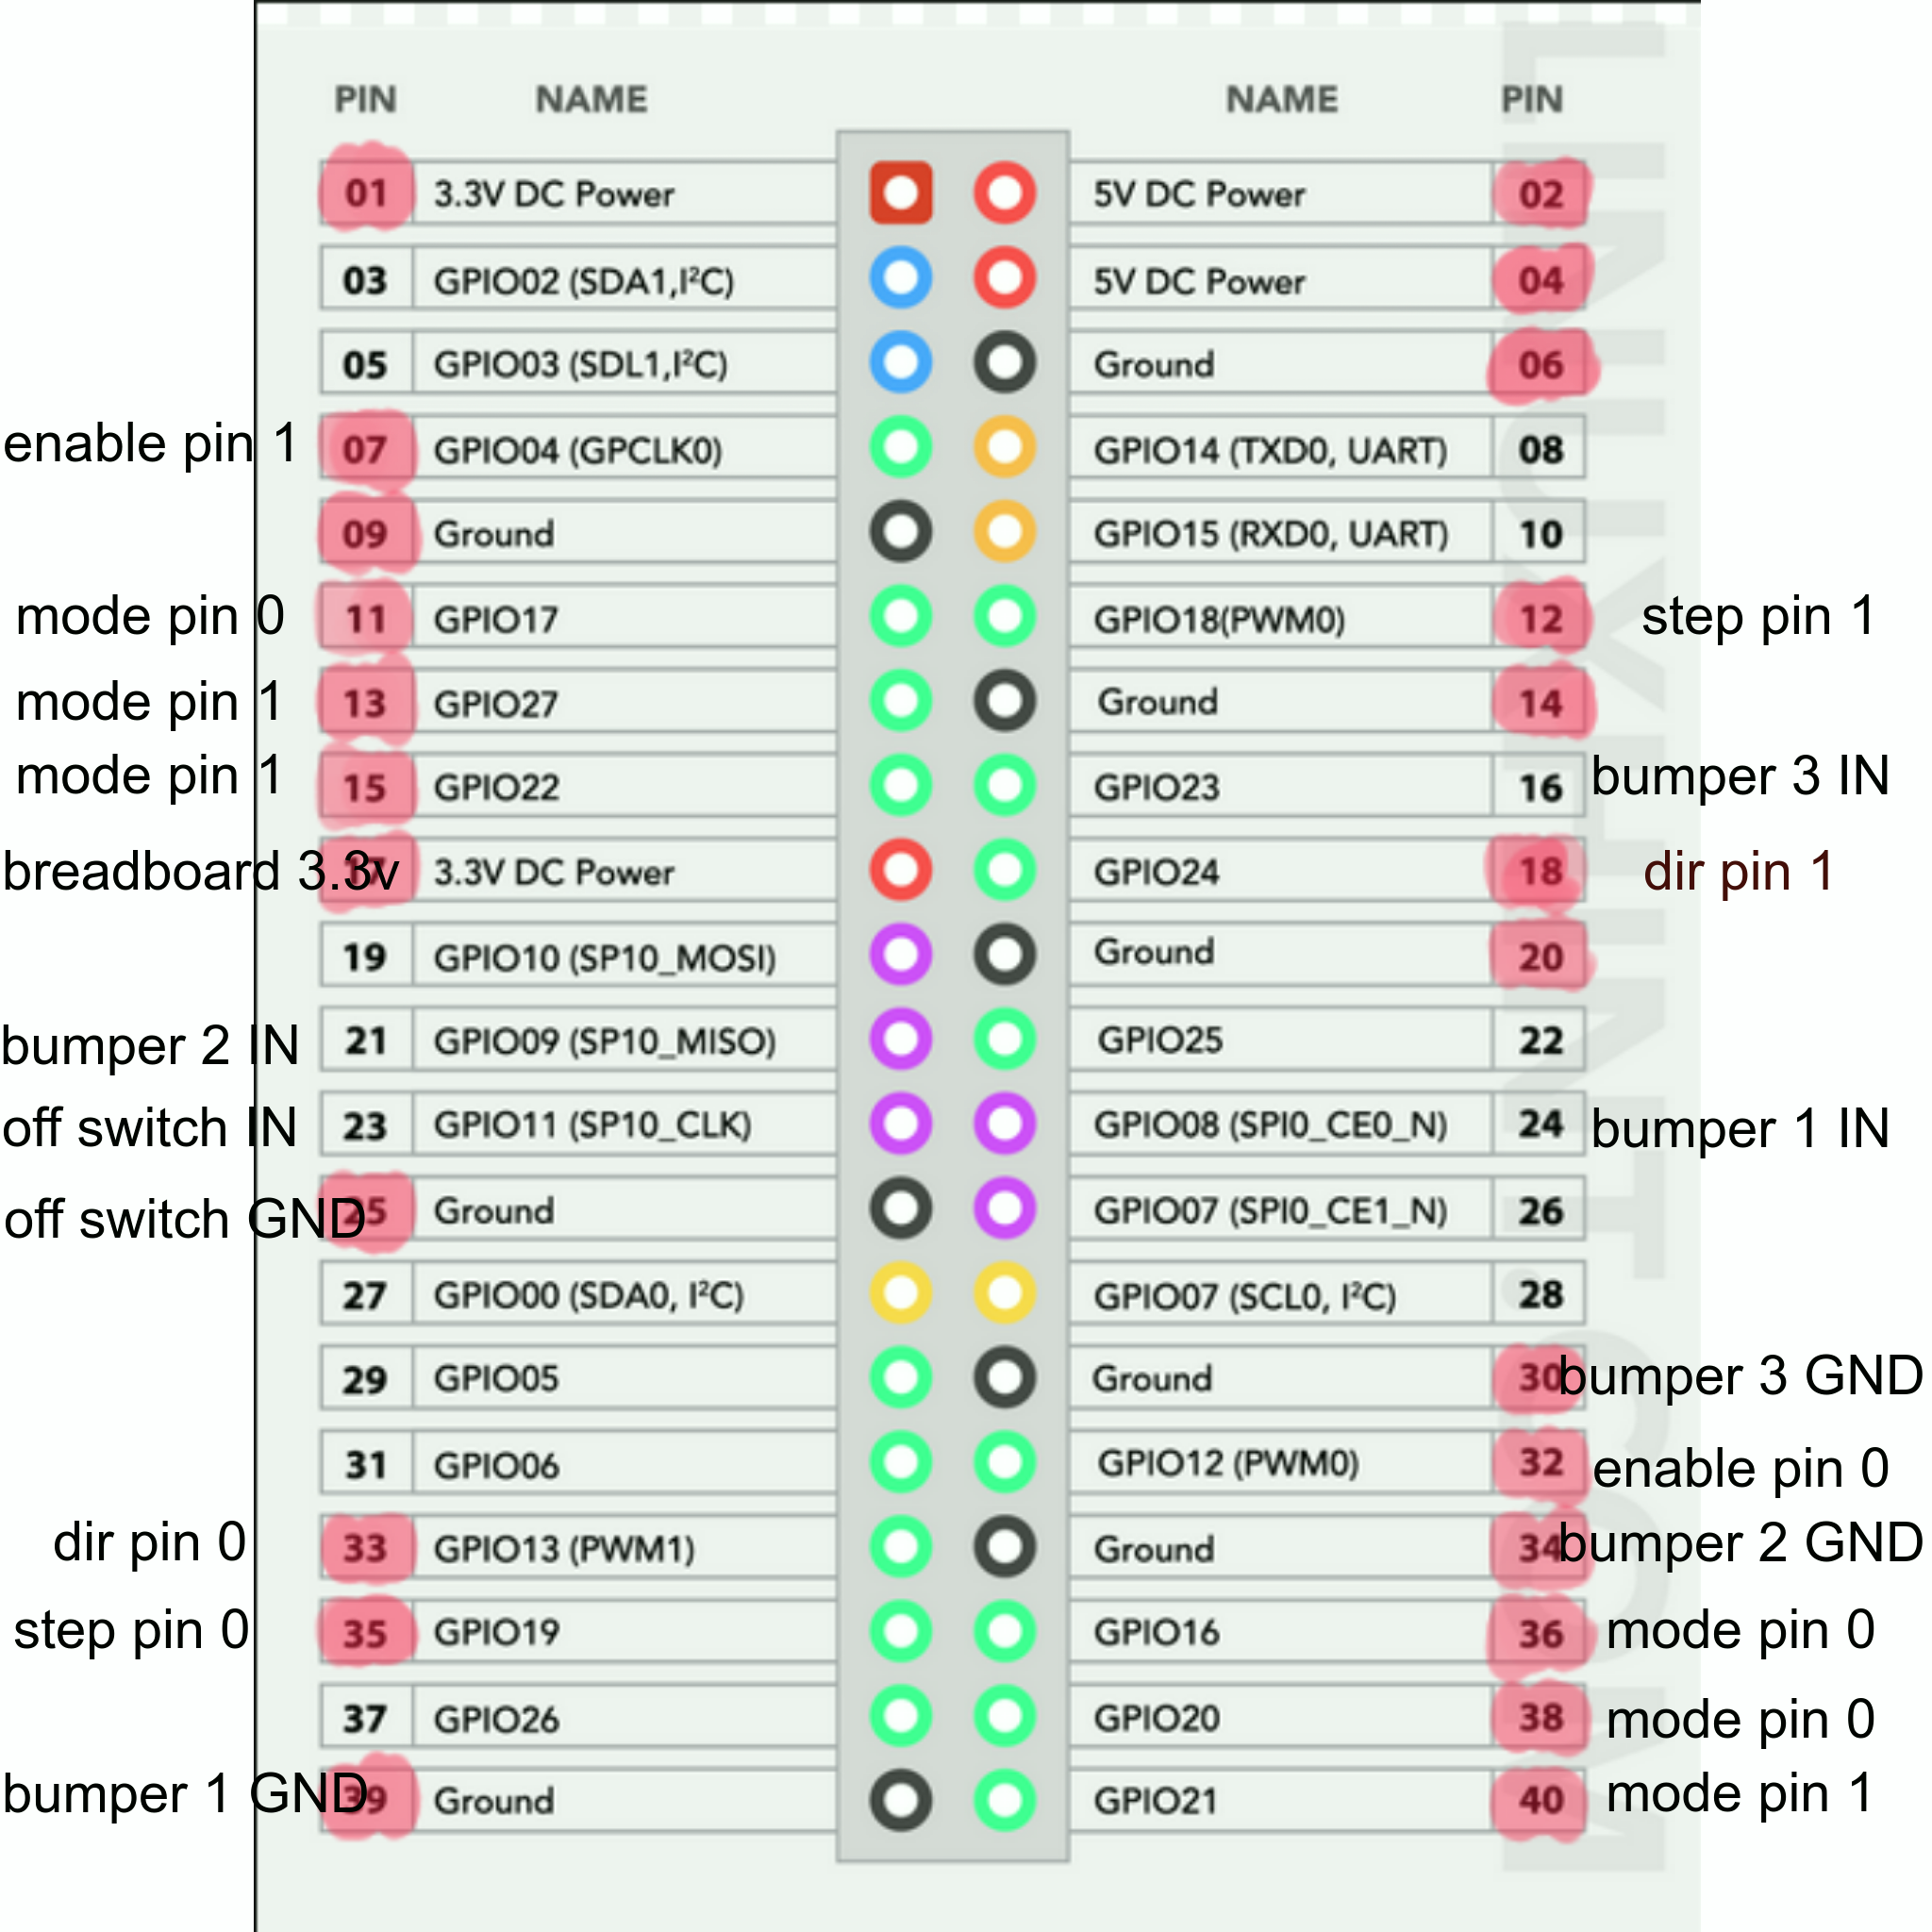 PIN NAME NAME PIN
01 3.3V DC Power 5V DC Power 02
03 GPIO02 (SDA1,I²C) 5V DC Power 04
05 GPIO03 (SDL1,I²C) Ground 06
enable pin 1 07 GPIO04 (GPCLK0) GPIO14 (TXD0, UART) 08
09 Ground GPIO15 (RXD0, UART) 10
mode pin 0 11 GPIO17 GPIO18(PWM0) 12 step pin 1
mode pin 1 13 GPIO27 Ground 14
mode pin 1 15 GPIO22 GPIO23 16 bumper 3 IN
breadboard 3.3v 17 3.3V DC Power GPIO24 18 dir pin 1
19 GPIO10 (SP10_MOSI) Ground 20
bumper 2 IN 21 GPIO09 (SP10_MISO) GPIO25 22
off switch IN 23 GPIO11 (SP10_CLK) GPIO08 (SPI0_CE0_N) 24 bumper 1 IN
off switch GND 25 Ground GPIO07 (SPI0_CE1_N) 26
27 GPIO00 (SDA0, I²C) GPIO07 (SCL0, I²C) 28
29 GPIO05 Ground 30 bumper 3 GND
31 GPIO06 GPIO12 (PWM0) 32 enable pin 0
dir pin 0 33 GPIO13 (PWM1) Ground 34 bumper 2 GND
step pin 0 35 GPIO19 GPIO16 36 mode pin 0
37 GPIO26 GPIO20 38 mode pin 0
bumper 1 GND 39 Ground GPIO21 40 mode pin 1
LINUXHINT.COM